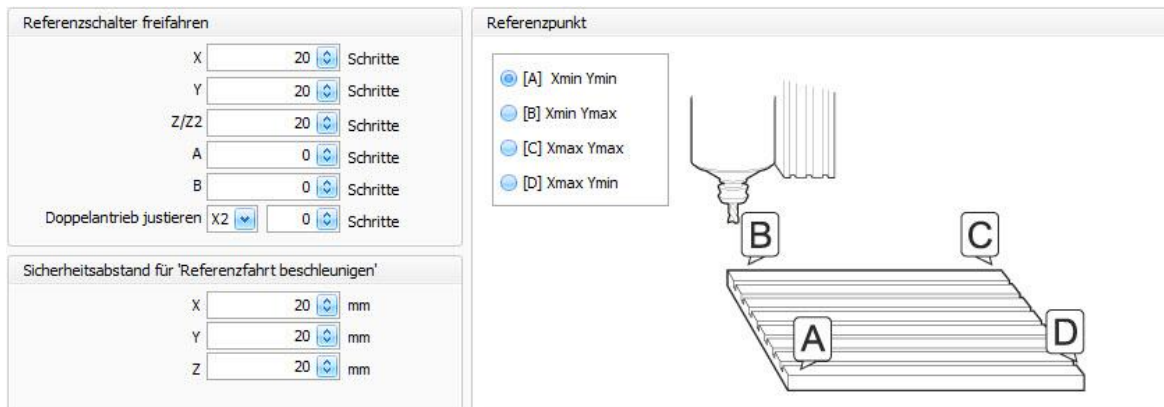 Referenzschalter freifahren
X 20 Schritte
Y 20 Schritte
Z/Z2 20 Schritte
A 0 Schritte
B 0 Schritte
Doppelantrieb justieren X2 0 Schritte
Sicherheitsabstand für 'Referenzfahrt beschleunigen'
X 20 mm
Y 20 mm
Z 20 mm
Referenzpunkt
[A] Xmin Ymin
[B] Xmin Ymax
[C] Xmax Ymax
[D] Xmax Ymin
B
C
A
D